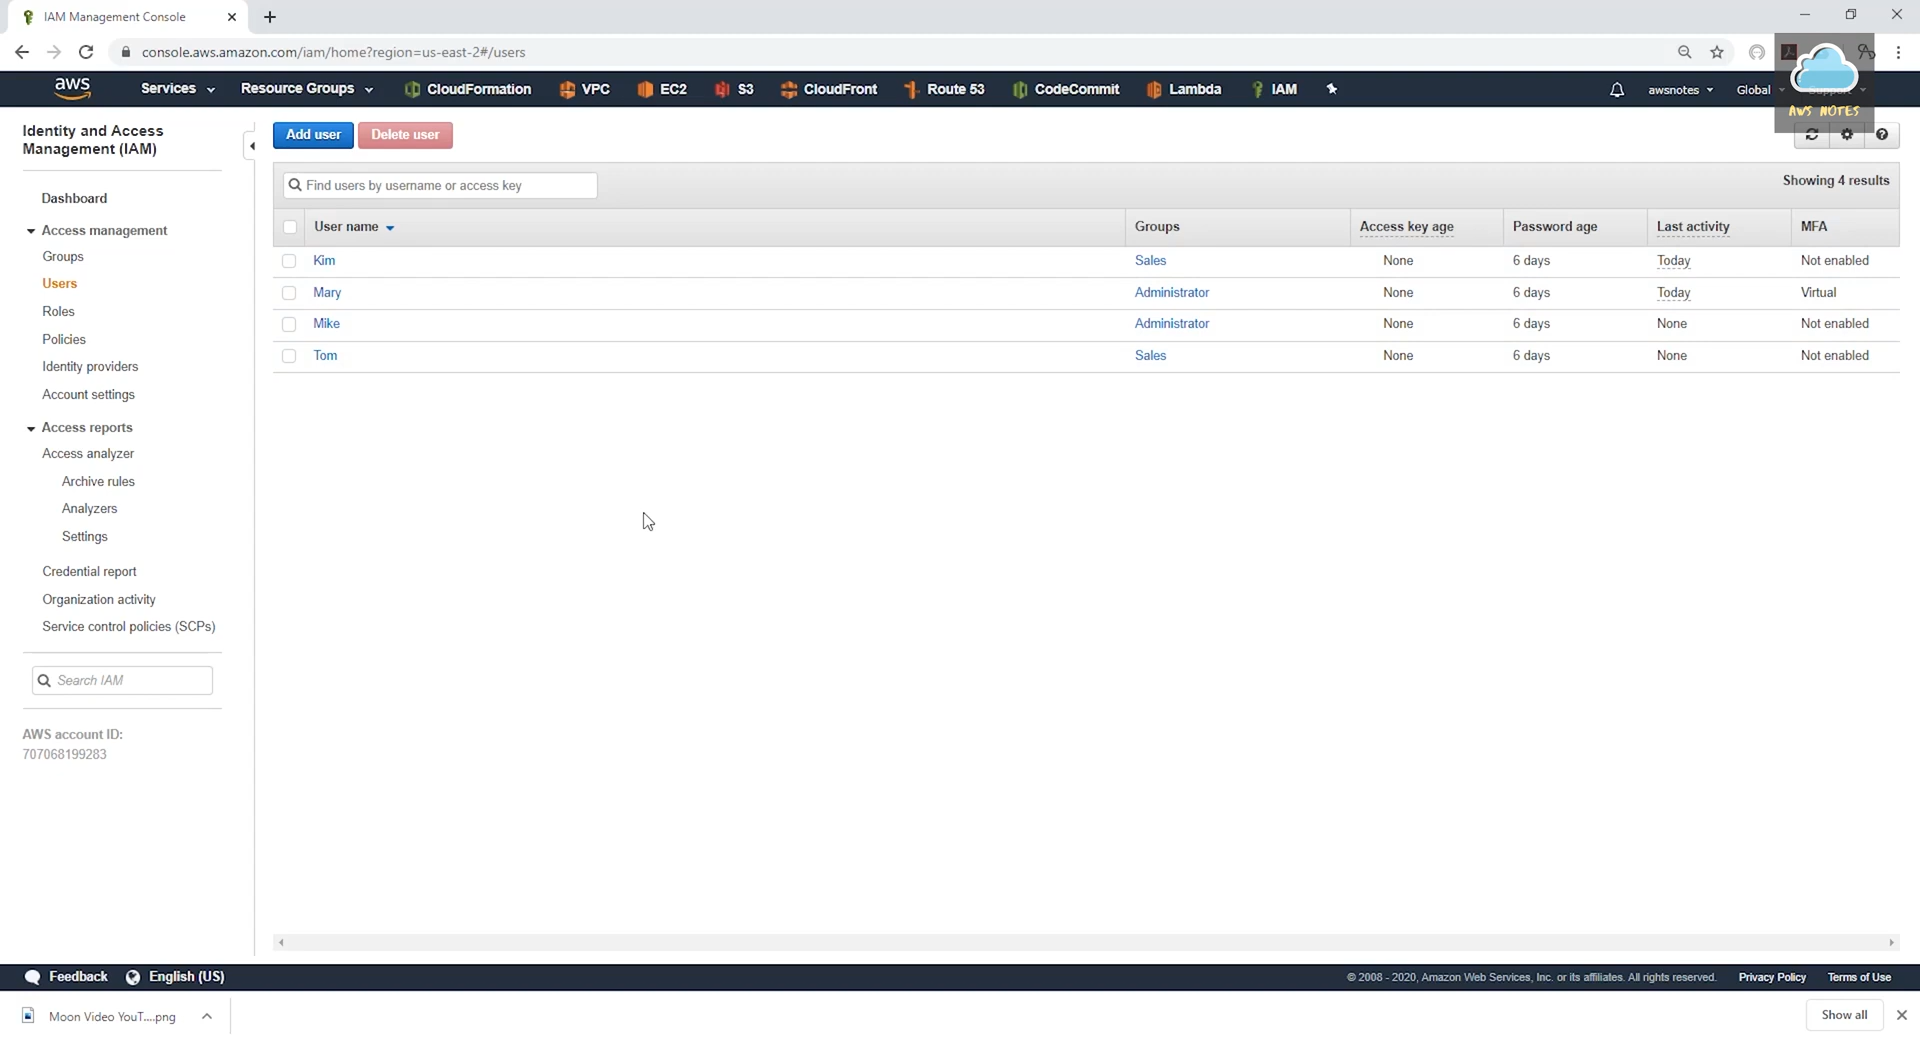 IAM Management Console
console.aws.amazon.com/iam/home?region=us-east-2#/users
aws
Services
Resource Groups
CloudFormation
VPC
EC2
S3
CloudFront
Route 53
CodeCommit
Lambda
IAM
awsnotes
Global
Support
AWS NOTES
Identity and Access
Management (IAM)
Dashboard
Access management
Groups
Users
Roles
Policies
Identity providers
Account settings
Access reports
Access analyzer
Archive rules
Analyzers
Settings
Credential report
Organization activity
Service control policies (SCPs)
Search IAM
AWS account ID:
707068199283
Add user
Delete user
Find users by username or access key
Showing 4 results
User name Groups Access key age Password age Last activity MFA
Kim Sales None 6 days Today Not enabled
Mary Administrator None 6 days Today Virtual
Mike Administrator None 6 days None Not enabled
Tom Sales None 6 days None Not enabled
Feedback
English (US)
© 2008 - 2020, Amazon Web Services, Inc. or its affiliates. All rights reserved.
Privacy Policy
Terms of Use
Moon Video YouT....png
Show all